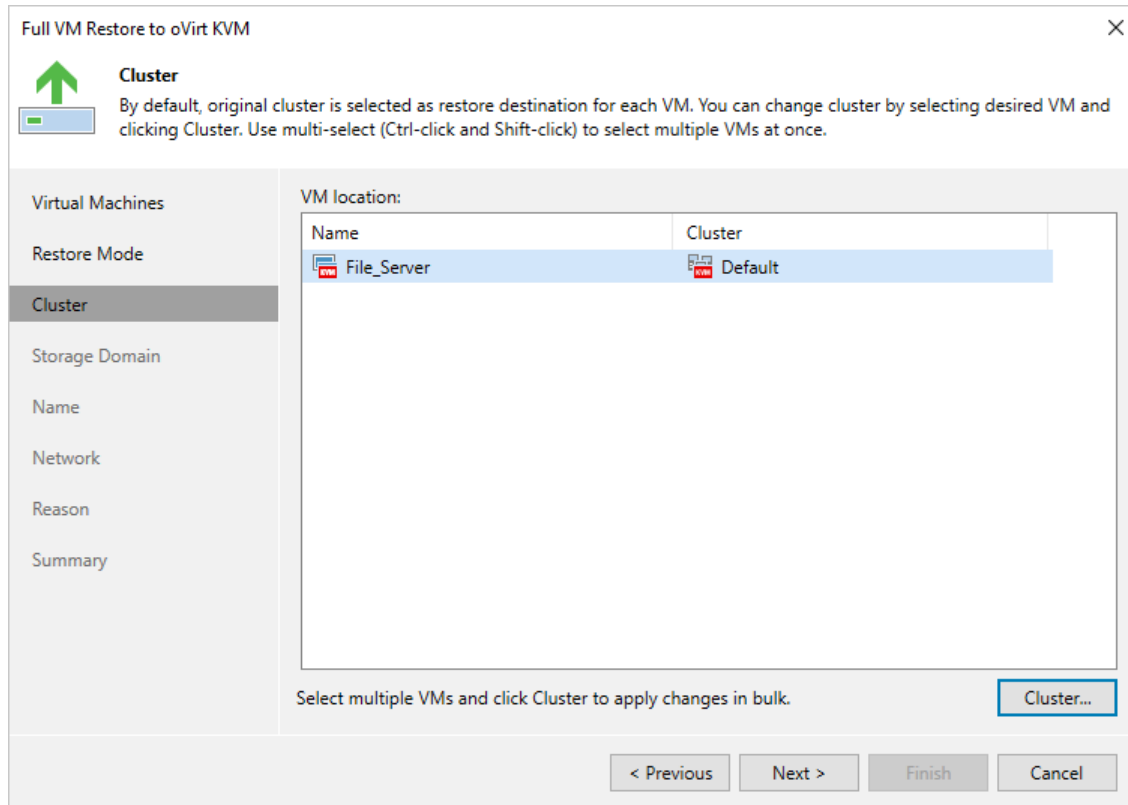 Full VM Restore to oVirt KVM
Cluster
By default, original cluster is selected as restore destination for each VM. You can change cluster by selecting desired VM and
clicking Cluster. Use multi-select (Ctrl-click and Shift-click) to select multiple VMs at once.
Virtual Machines
Restore Mode
Cluster
Storage Domain
Name
Network
Reason
Summary
VM location:
Name Cluster
KVM File_Server KVM Default
Select multiple VMs and click Cluster to apply changes in bulk.
Cluster...
< Previous Next > Finish Cancel